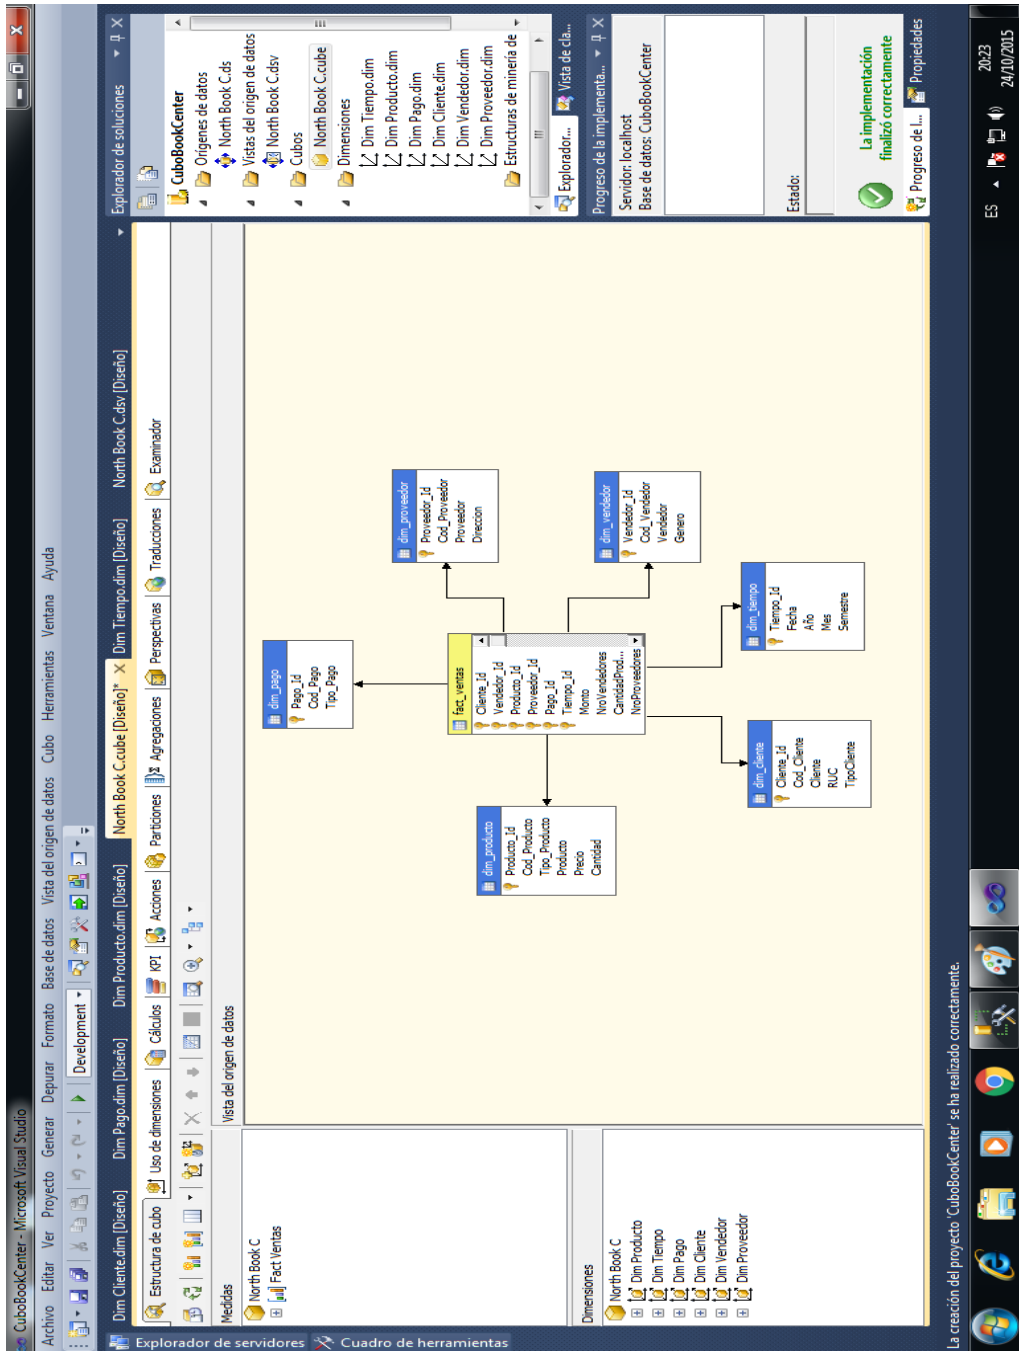 CuboBookCenter - Microsoft Visual Studio
Archivo Editar Ver Proyecto Generar Depurar Formato Base de datos Vista del origen de datos Cubo Herramientas Ventana Ayuda
Development
Dim Cliente.dim [Diseño] Dim Pago.dim [Diseño] Dim Producto.dim [Diseño] North Book C.cube [Diseño]* Dim Tiempo.dim [Diseño] North Book C.dsv [Diseño]
Estructura de cubo Uso de dimensiones Cálculos KPI Acciones Particiones Agregaciones Perspectivas Traducciones Examinador
Explorador de servidores
Cuadro de herramientas
Medidas
North Book C
Fact Ventas
Dimensiones
North Book C
Dim Producto
Dim Tiempo
Dim Pago
Dim Cliente
Dim Vendedor
Dim Proveedor
Vista del origen de datos
dim_pago
Pago_Id
Cod_Pago
Tipo_Pago
dim_proveedor
Proveedor_Id
Cod_Proveedor
Proveedor
Direccion
fact_ventas
Cliente_Id
Vendedor_Id
Producto_Id
Proveedor_Id
Pago_Id
Tiempo_Id
Monto
NroVendedores
CantidadProd...
NroProveedores
dim_producto
Producto_Id
Cod_Producto
Tipo_Producto
Producto
Precio
Cantidad
dim_vendedor
Vendedor_Id
Cod_Vendedor
Vendedor
Genero
dim_cliente
Cliente_Id
Cod_Cliente
Cliente
RUC
TipoCliente
dim_tiempo
Tiempo_Id
Fecha
Año
Mes
Semestre
Explorador de soluciones
CuboBookCenter
Orígenes de datos
North Book C.ds
Vistas del origen de datos
North Book C.dsv
Cubos
North Book C.cube
Dimensiones
Dim Tiempo.dim
Dim Producto.dim
Dim Pago.dim
Dim Cliente.dim
Dim Vendedor.dim
Dim Proveedor.dim
Estructuras de minería de
Explorador... Vista de cla...
Progreso de la implementa...
Servidor: localhost
Base de datos: CuboBookCenter
Estado:
La implementación
finalizó correctamente
Progreso de l... Propiedades
La creación del proyecto 'CuboBookCenter' se ha realizado correctamente.
ES
20:23
24/10/2015